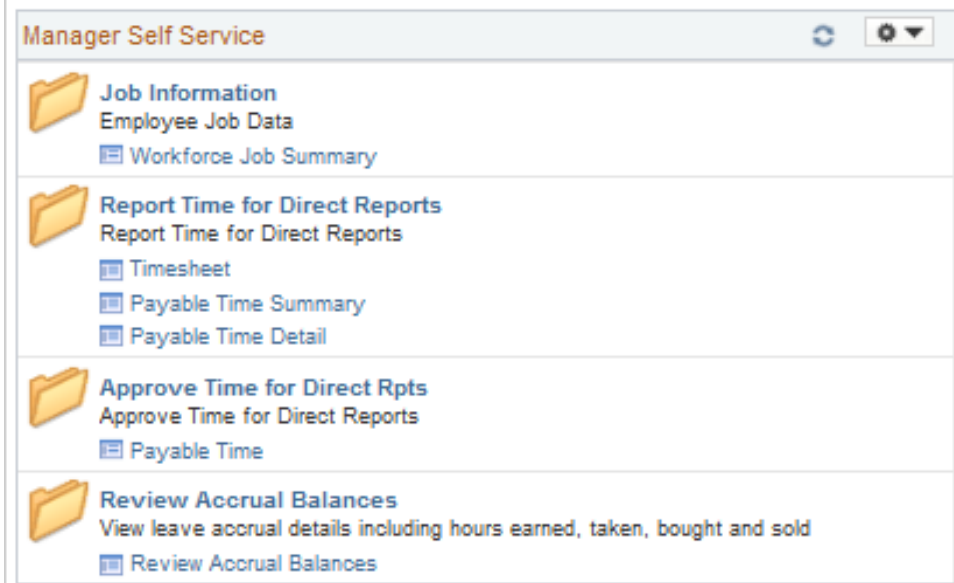 Manager Self Service
Job Information
Employee Job Data
Workforce Job Summary
Report Time for Direct Reports
Report Time for Direct Reports
Timesheet
Payable Time Summary
Payable Time Detail
Approve Time for Direct Rpts
Approve Time for Direct Reports
Payable Time
Review Accrual Balances
View leave accrual details including hours earned, taken, bought and sold
Review Accrual Balances